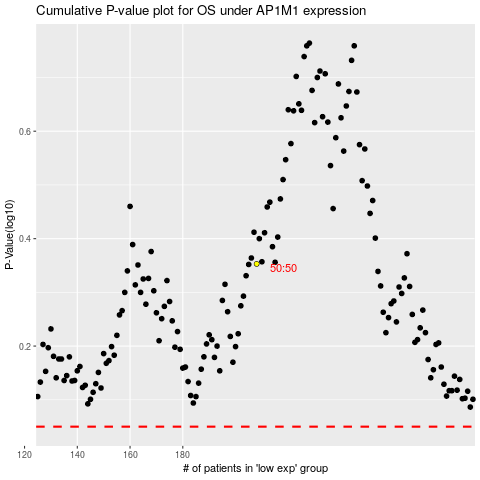 Cumulative P-value plot for OS under AP1M1 expression
P-Value(log10)
0.6
0.4
0.2
50:50
120 140 160 180
# of patients in 'low exp' group